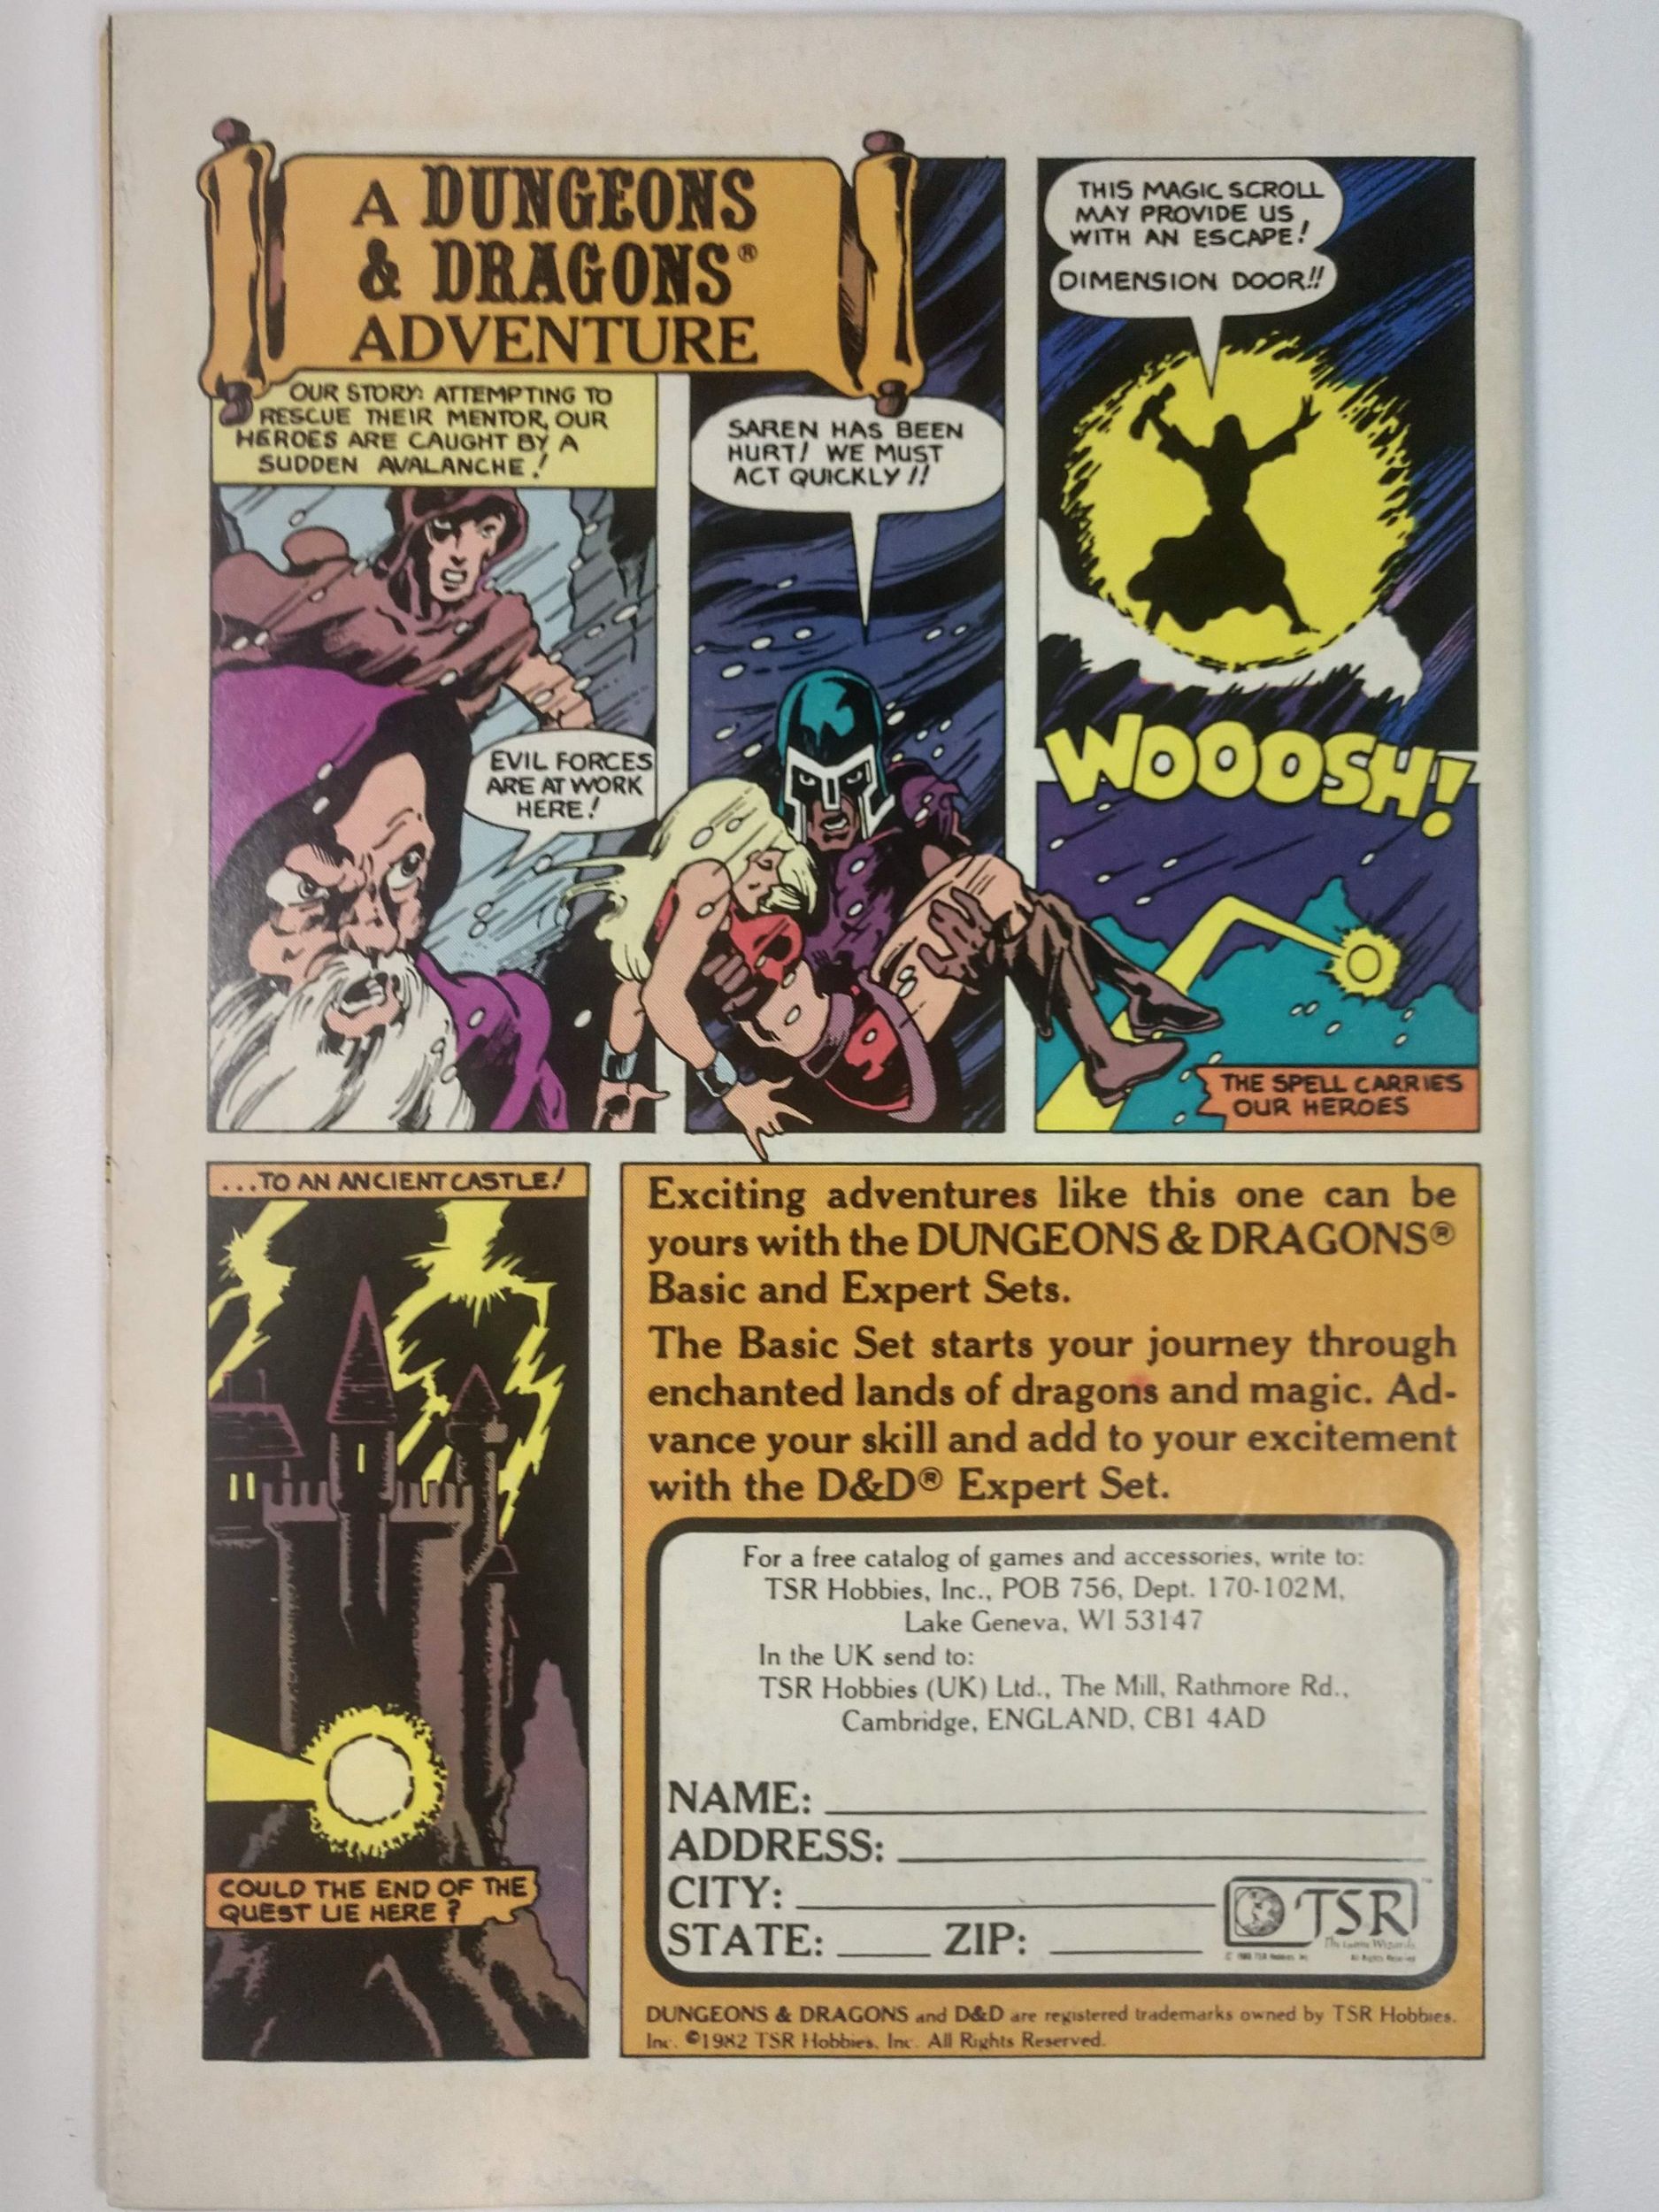 A DUNGEONS
& DRAGONS®
ADVENTURE
OUR STORY: ATTEMPTING TO
RESCUE THEIR MENTOR, OUR
HEROES ARE CAUGHT BY A
SUDDEN AVALANCHE!
EVIL FORCES
ARE AT WORK
HERE!
SAREN HAS BEEN
HURT! WE MUST
ACT QUICKLY!!
THIS MAGIC SCROLL
MAY PROVIDE US
WITH AN ESCAPE!
DIMENSION DOOR!!
WOOOSH!
THE SPELL CARRIES
OUR HEROES
...TO AN ANCIENT CASTLE!
COULD THE END OF THE
QUEST LIE HERE?
Exciting adventures like this one can be
yours with the DUNGEONS & DRAGONS®
Basic and Expert Sets.
The Basic Set starts your journey through
enchanted lands of dragons and magic. Ad-
vance your skill and add to your excitement
with the D&D® Expert Set.
For a free catalog of games and accessories, write to:
TSR Hobbies, Inc., POB 756, Dept. 170-102M,
Lake Geneva, WI 53147
In the UK send to:
TSR Hobbies (UK) Ltd., The Mill, Rathmore Rd.,
Cambridge, ENGLAND, CB1 4AD
NAME:
ADDRESS:
CITY:
STATE: ZIP:
TSR™
The Game Wizards
All Rights Reserved
DUNGEONS & DRAGONS and D&D are registered trademarks owned by TSR Hobbies,
Inc. ©1982 TSR Hobbies, Inc. All Rights Reserved.